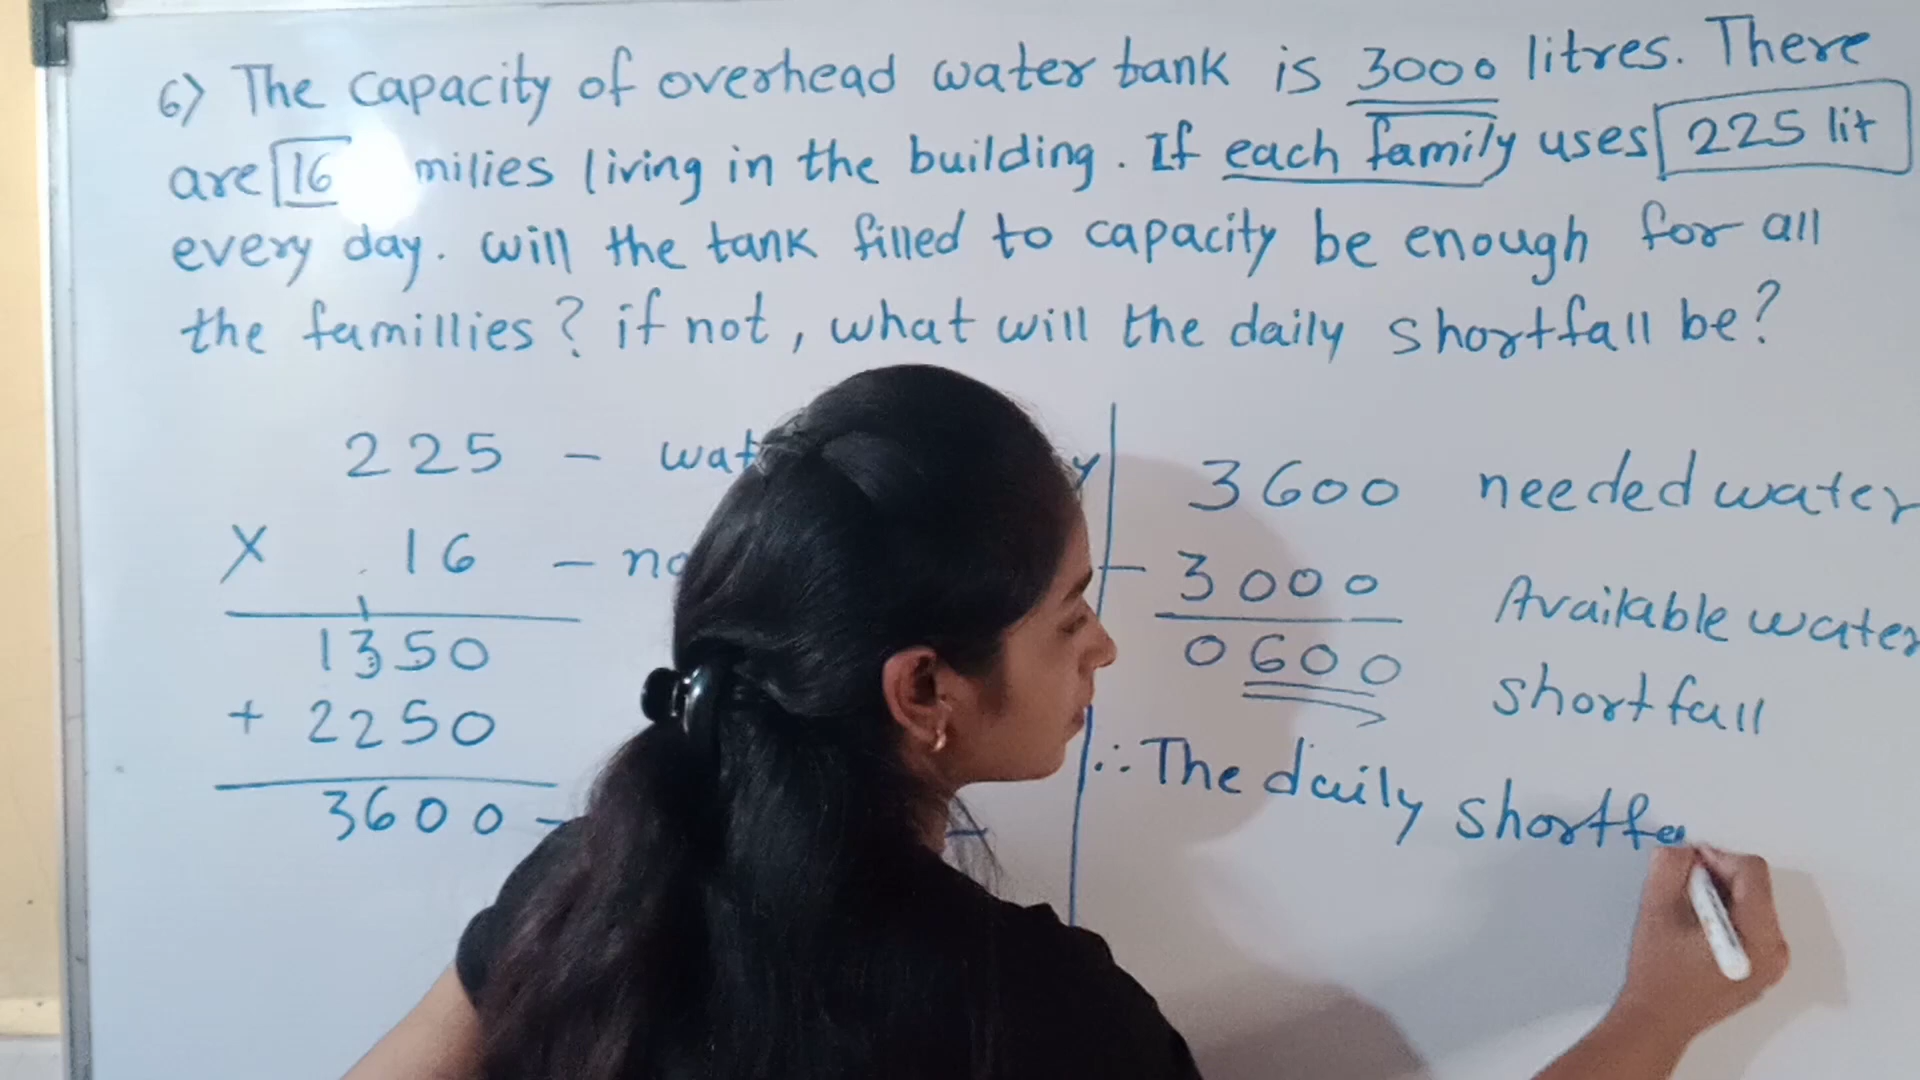 6) The capacity of overhead water tank is 3000 litres. There
are 16 milies living in the building. If each family uses 225 lit
every day. will the tank filled to capacity be enough for all
the famillies? if not, what will the daily shortfall be?
225 - wat
x 16 - no
1
1350
+ 2250
3600 -
3600 needed water
- 3000 Available water
0600 shortfall
∴ The daily shortfa